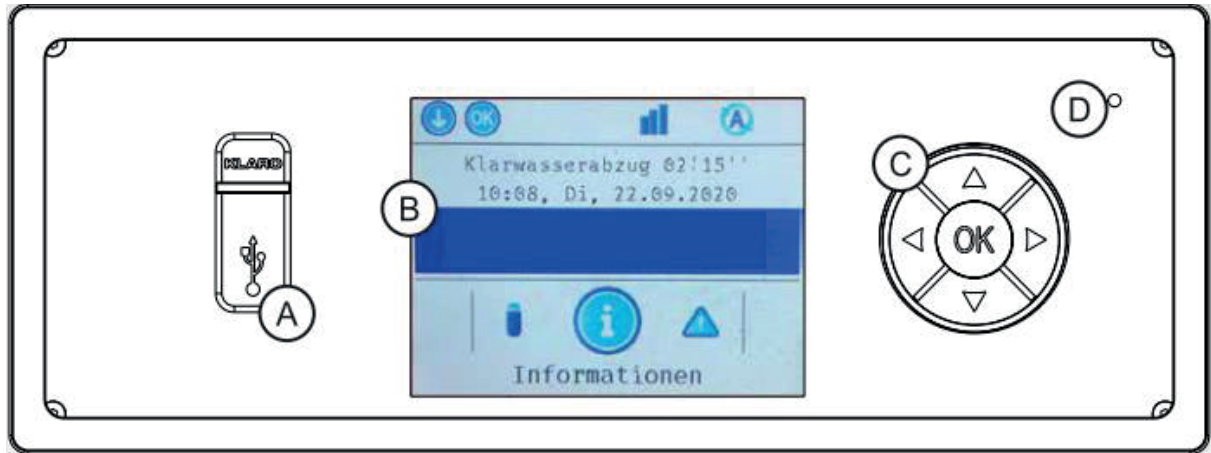 KLARO
A
B
OK
A
Klarwasserabzug 02'15''
10:08, Di, 22.09.2020
Informationen
C
OK
D